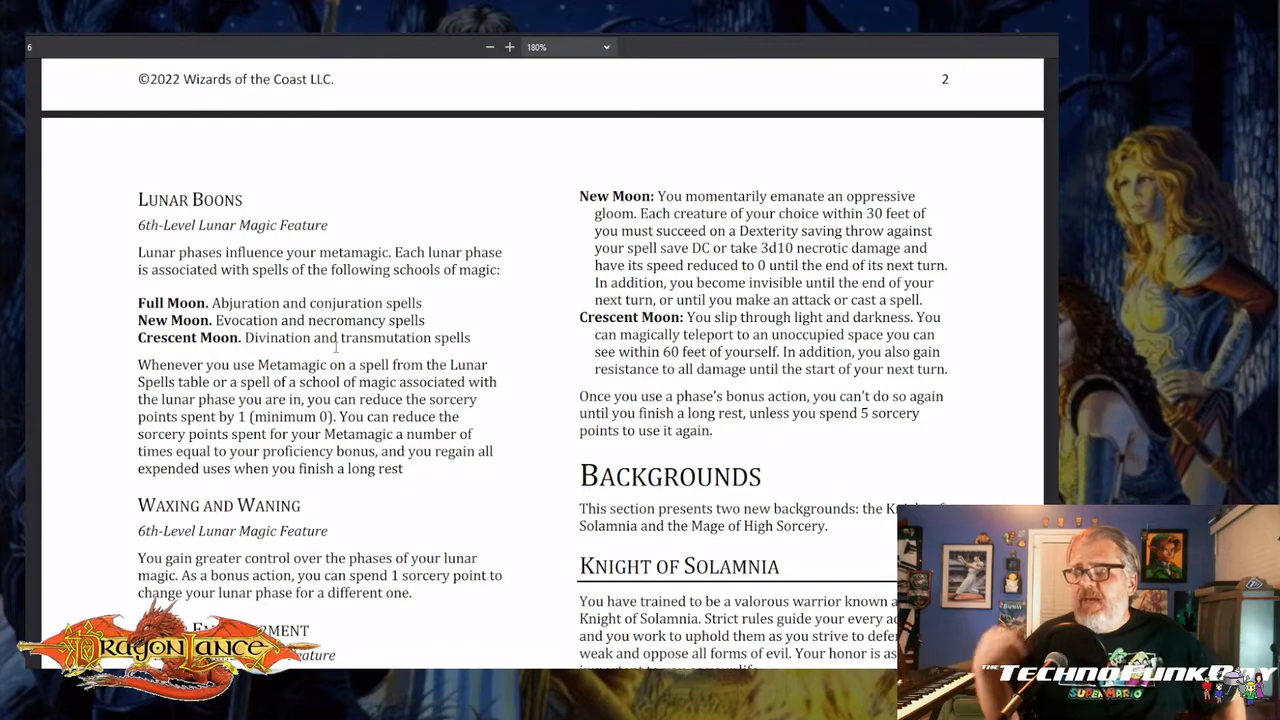 6
180%
©2022 Wizards of the Coast LLC.
2
LUNAR BOONS
6th-Level Lunar Magic Feature
Lunar phases influence your metamagic. Each lunar phase
is associated with spells of the following schools of magic:
Full Moon. Abjuration and conjuration spells
New Moon. Evocation and necromancy spells
Crescent Moon. Divination and transmutation spells
Whenever you use Metamagic on a spell from the Lunar
Spells table or a spell of a school of magic associated with
the lunar phase you are in, you can reduce the sorcery
points spent by 1 (minimum 0). You can reduce the
sorcery points spent for your Metamagic a number of
times equal to your proficiency bonus, and you regain all
expended uses when you finish a long rest
WAXING AND WANING
6th-Level Lunar Magic Feature
You gain greater control over the phases of your lunar
magic. As a bonus action, you can spend 1 sorcery point to
change your lunar phase for a different one.
New Moon: You momentarily emanate an oppressive
gloom. Each creature of your choice within 30 feet of
you must succeed on a Dexterity saving throw against
your spell save DC or take 3d10 necrotic damage and
have its speed reduced to 0 until the end of its next turn.
In addition, you become invisible until the end of your
next turn, or until you make an attack or cast a spell.
Crescent Moon: You slip through light and darkness. You
can magically teleport to an unoccupied space you can
see within 60 feet of yourself. In addition, you also gain
resistance to all damage until the start of your next turn.
Once you use a phase's bonus action, you can't do so again
until you finish a long rest, unless you spend 5 sorcery
points to use it again.
BACKGROUNDS
This section presents two new backgrounds: the
Solamnia and the Mage of High Sorcery.
KNIGHT OF SOLAMNIA
You have trained to be a valorous warrior known
Knight of Solamnia. Strict rules guide your every
and you work to uphold them as you strive to
weak and oppose all forms of evil. Your honor is as
DRAGONLANCE
THE TECHNOFUNKBOY
SUPER MARIO